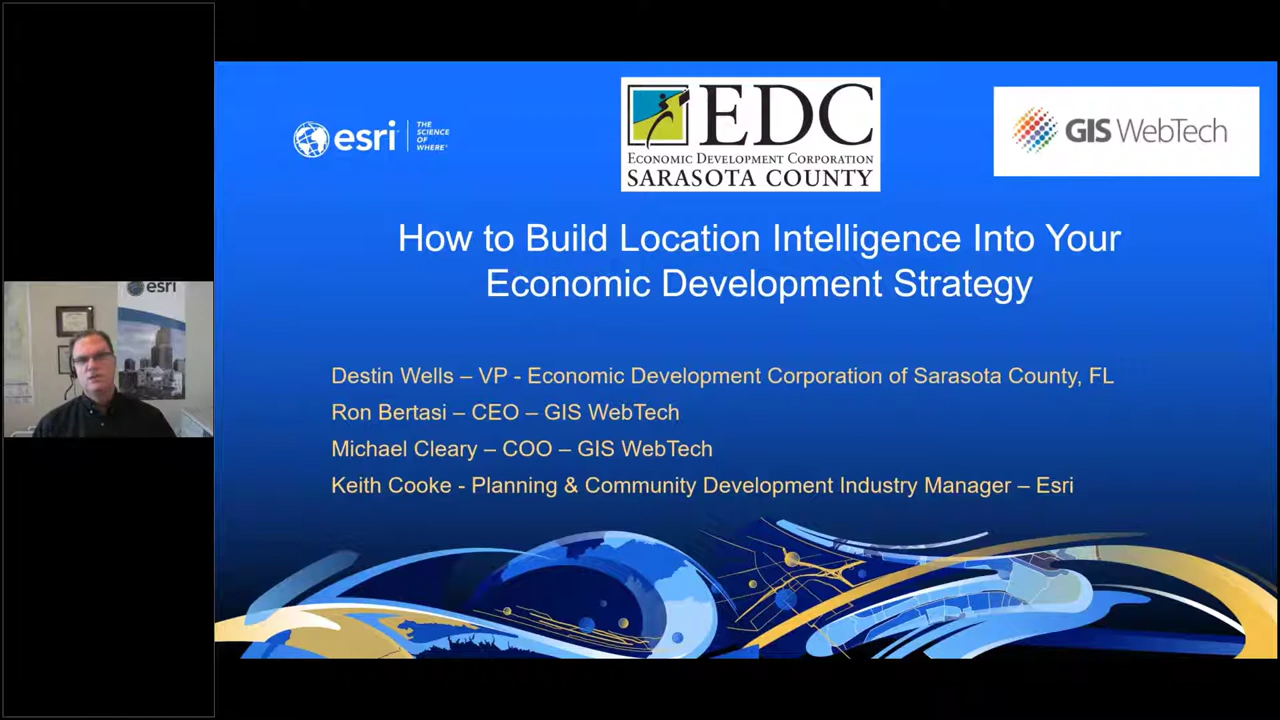 esri
esri
THE
SCIENCE
OF
WHERE
EDC
ECONOMIC DEVELOPMENT CORPORATION
SARASOTA COUNTY
GIS WebTech
How to Build Location Intelligence Into Your
Economic Development Strategy
Destin Wells – VP - Economic Development Corporation of Sarasota County, FL
Ron Bertasi – CEO – GIS WebTech
Michael Cleary – COO – GIS WebTech
Keith Cooke - Planning & Community Development Industry Manager – Esri